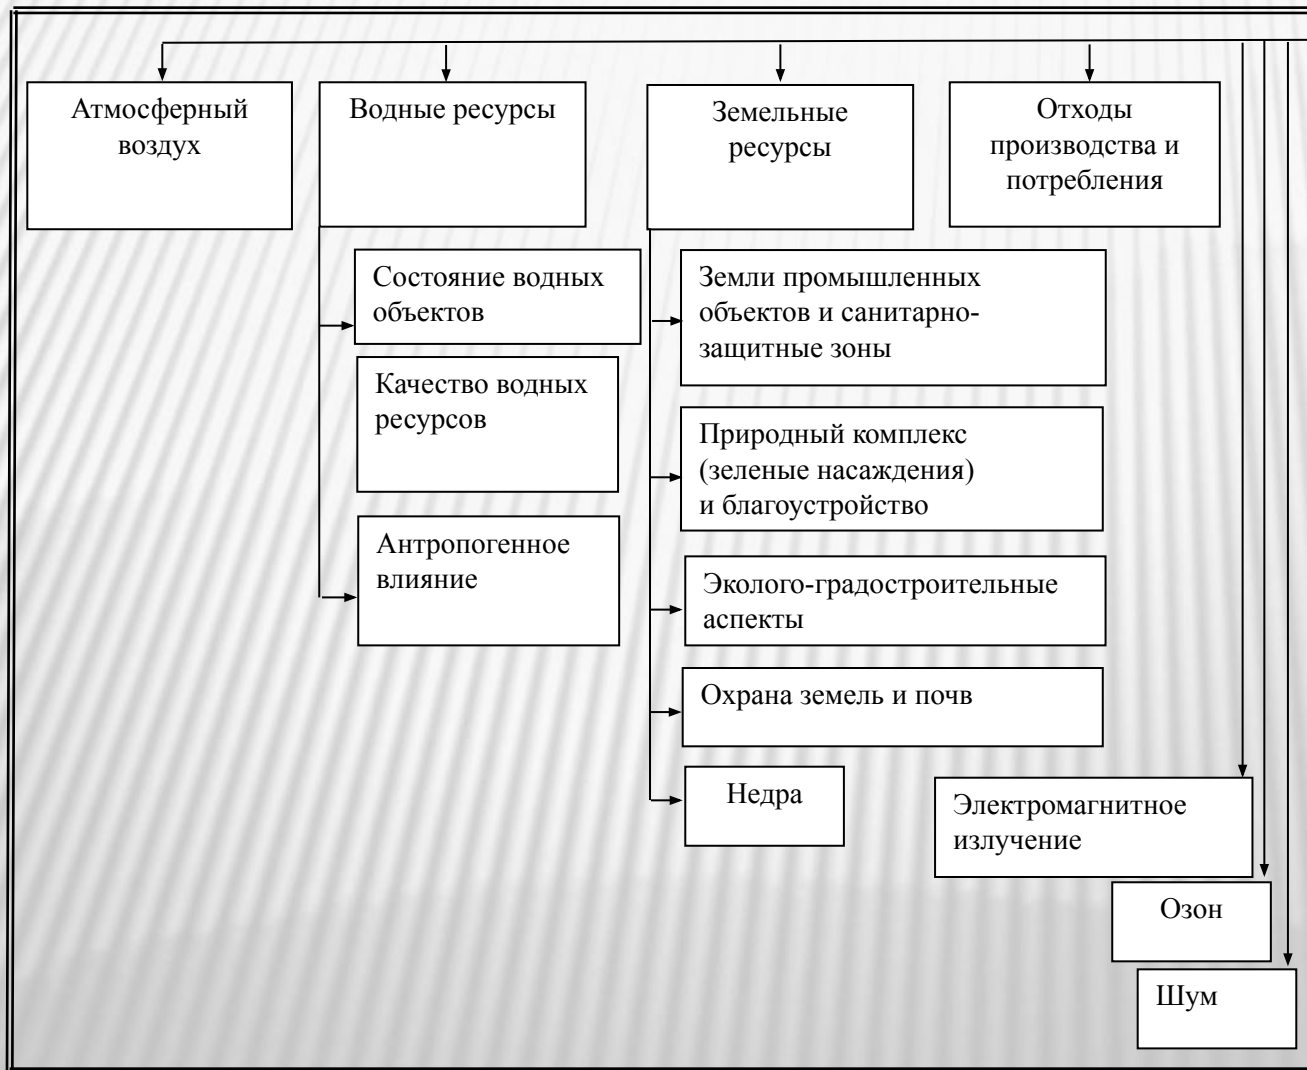 Атмосферный
воздух
Водные ресурсы
Земельные
ресурсы
Отходы
производства и
потребления
Состояние водных
объектов
Качество водных
ресурсов
Антропогенное
влияние
Земли промышленных
объектов и санитарно-
защитные зоны
Природный комплекс
(зеленые насаждения)
и благоустройство
Эколого-градостроительные
аспекты
Охрана земель и почв
Недра
Электромагнитное
излучение
Озон
Шум